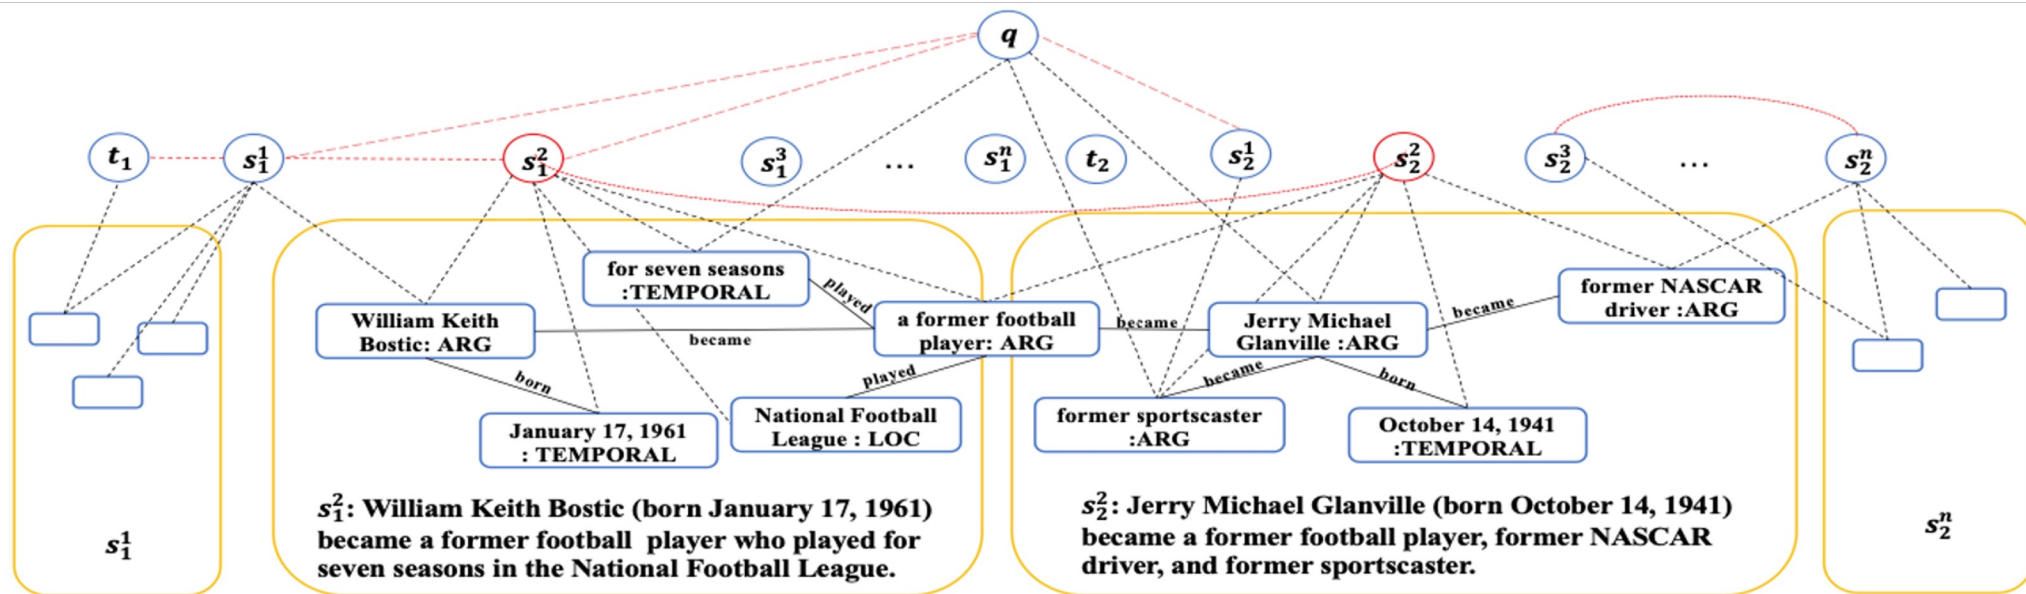 q
t₁
s₁¹
s₁²
s₁³
...
s₁ⁿ
t₂
s₂¹
s₂²
s₂³
...
s₂ⁿ
for seven seasons
:TEMPORAL
played
William Keith
Bostic: ARG
became
a former football
player: ARG
became
Jerry Michael
Glanville :ARG
became
former NASCAR
driver :ARG
born
played
became
born
January 17, 1961
: TEMPORAL
National Football
League : LOC
former sportscaster
:ARG
October 14, 1941
:TEMPORAL
s₁¹
s₁²: William Keith Bostic (born January 17, 1961)
became a former football player who played for
seven seasons in the National Football League.
s₂²: Jerry Michael Glanville (born October 14, 1941)
became a former football player, former NASCAR
driver, and former sportscaster.
s₂ⁿ